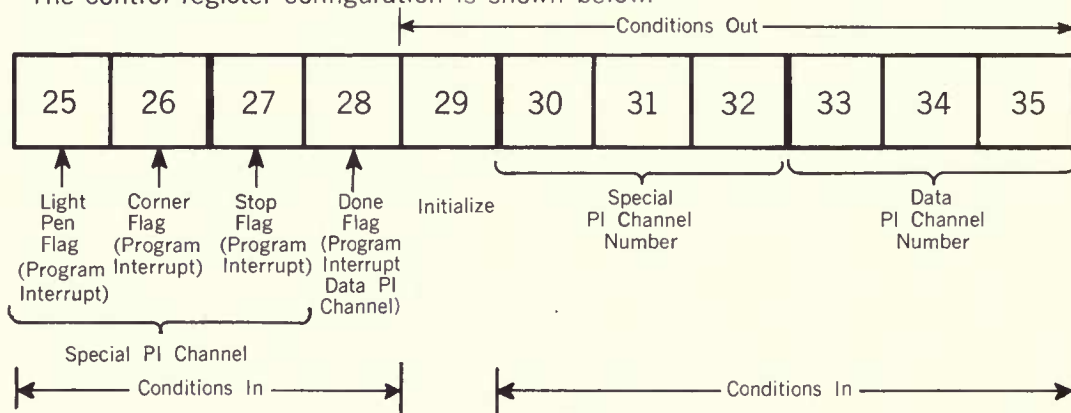 The control register configuration is shown below.
Conditions Out
25 26 27 28 29 30 31 32 33 34 35
Light
Pen
Flag
(Program
Interrupt)
Corner
Flag
(Program
Interrupt)
Stop
Flag
(Program
Interrupt)
Done
Flag
(Program
Interrupt
Data PI
Channel)
Initialize
Special
PI Channel
Number
Data
PI Channel
Number
Special PI Channel
Conditions In
Conditions In